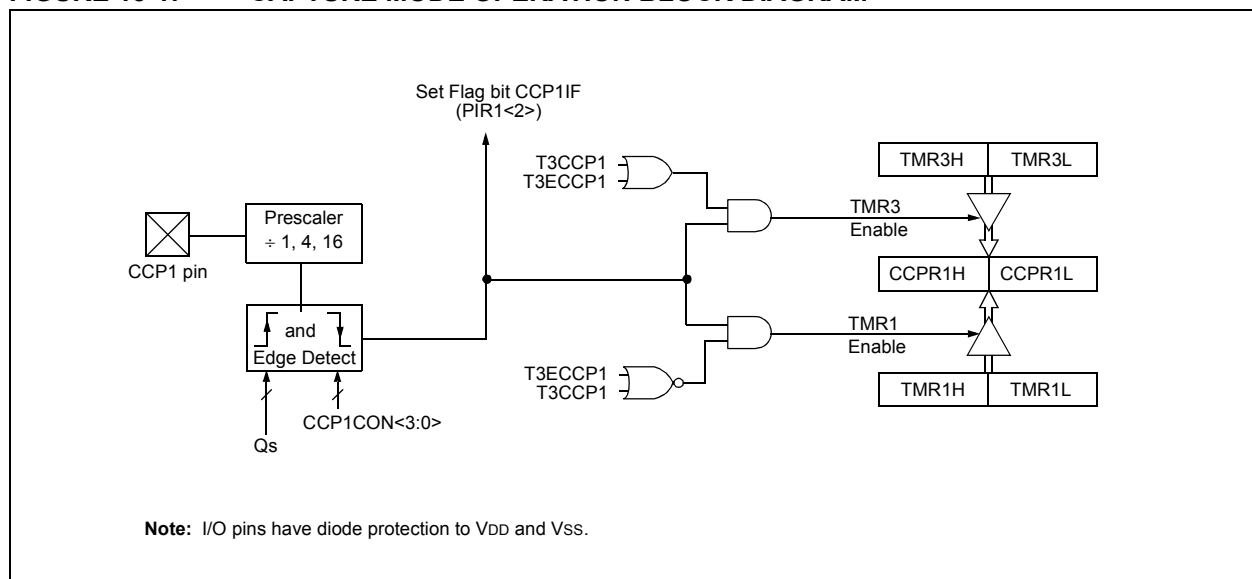 Set Flag bit CCP1IF
(PIR1<2>)
T3CCP1
T3ECCP1
TMR3H TMR3L
Prescaler
÷ 1, 4, 16
TMR3
Enable
CCP1 pin
CCPR1H CCPR1L
and
Edge Detect
TMR1
Enable
T3ECCP1
T3CCP1
TMR1H TMR1L
CCP1CON<3:0>
Qs
Note: I/O pins have diode protection to VDD and VSS.